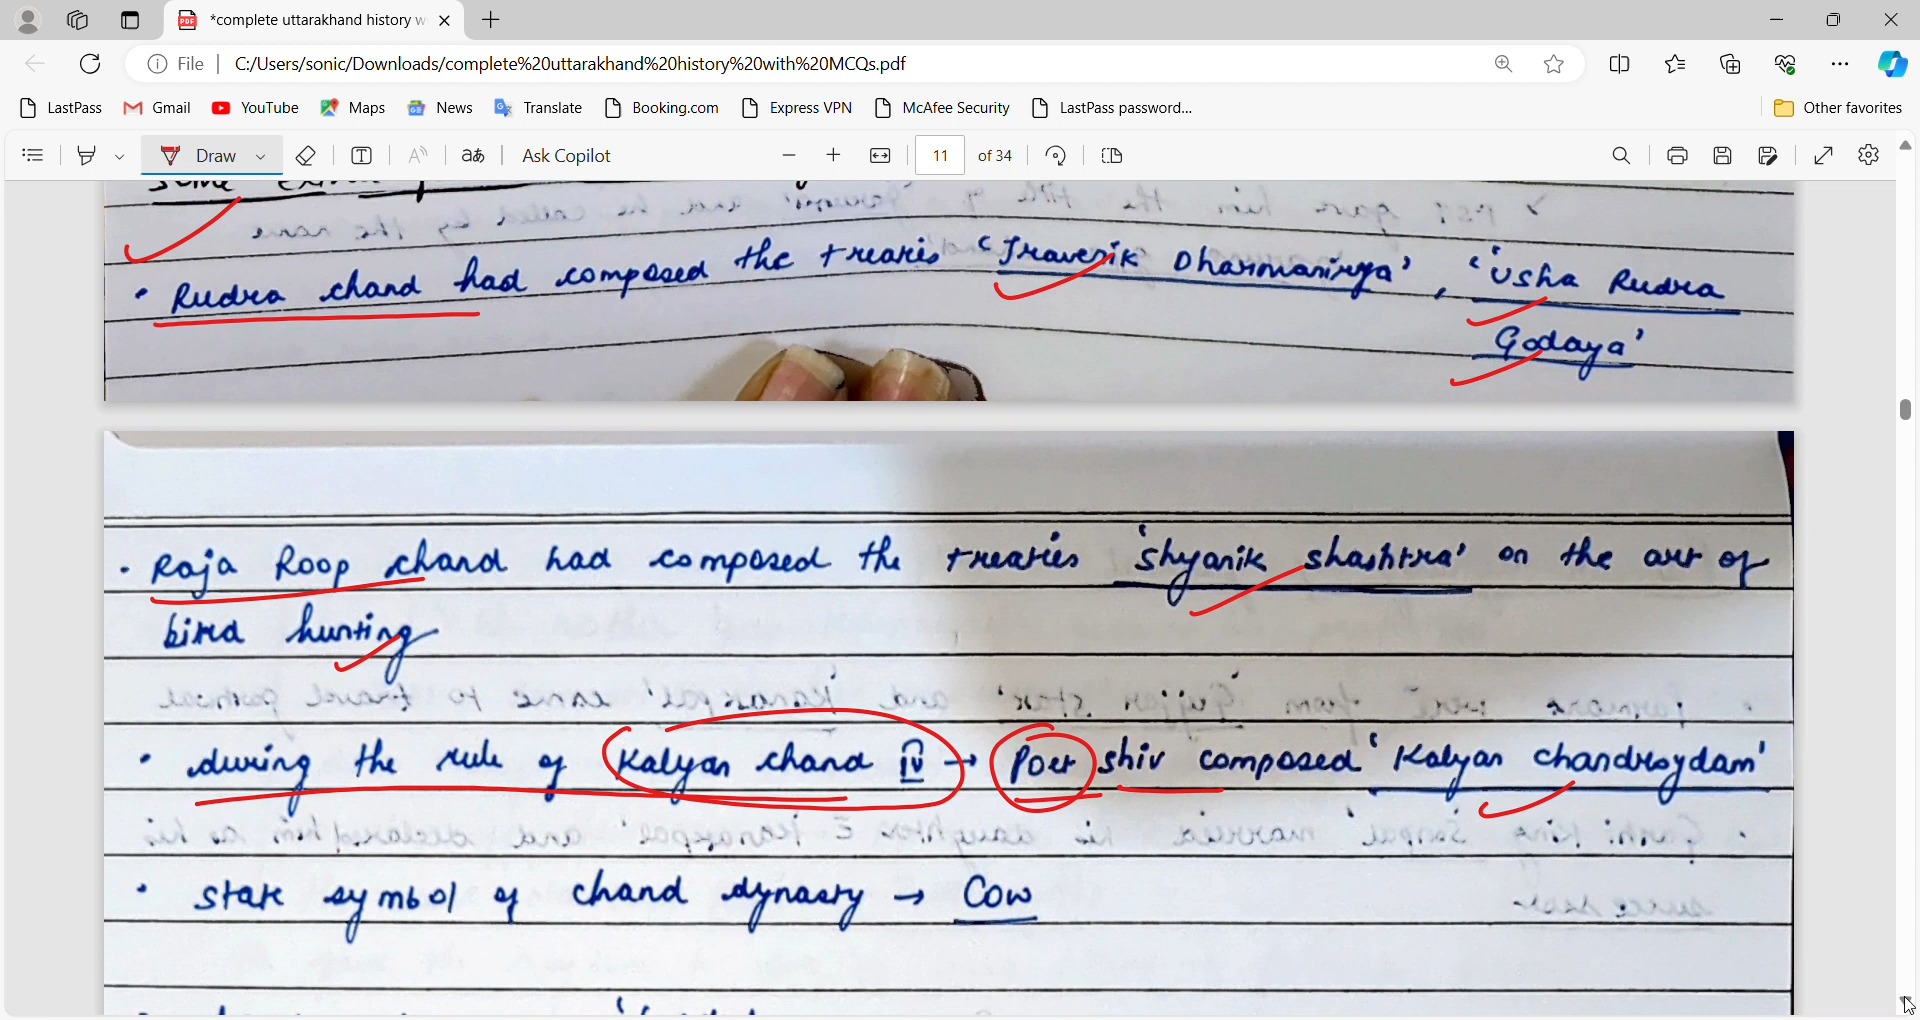 *complete uttarakhand history w
File
C:/Users/sonic/Downloads/complete%20uttarakhand%20history%20with%20MCQs.pdf
LastPass Gmail YouTube Maps News Translate Booking.com Express VPN McAfee Security LastPass password... Other favorites
Draw Ask Copilot 11 of 34
• Rudra chand had composed the treaties 'Traverik Dharmanirya', 'Usha Rudra
Godaya'
• Raja Roop chand had composed the treaties 'shyanik shashtra' on the art of
bird hunting
• during the rule of Kalyan chand IV → Poet shiv composed 'Kalyan chandroydam'
• state symbol of chand dynasty → Cow